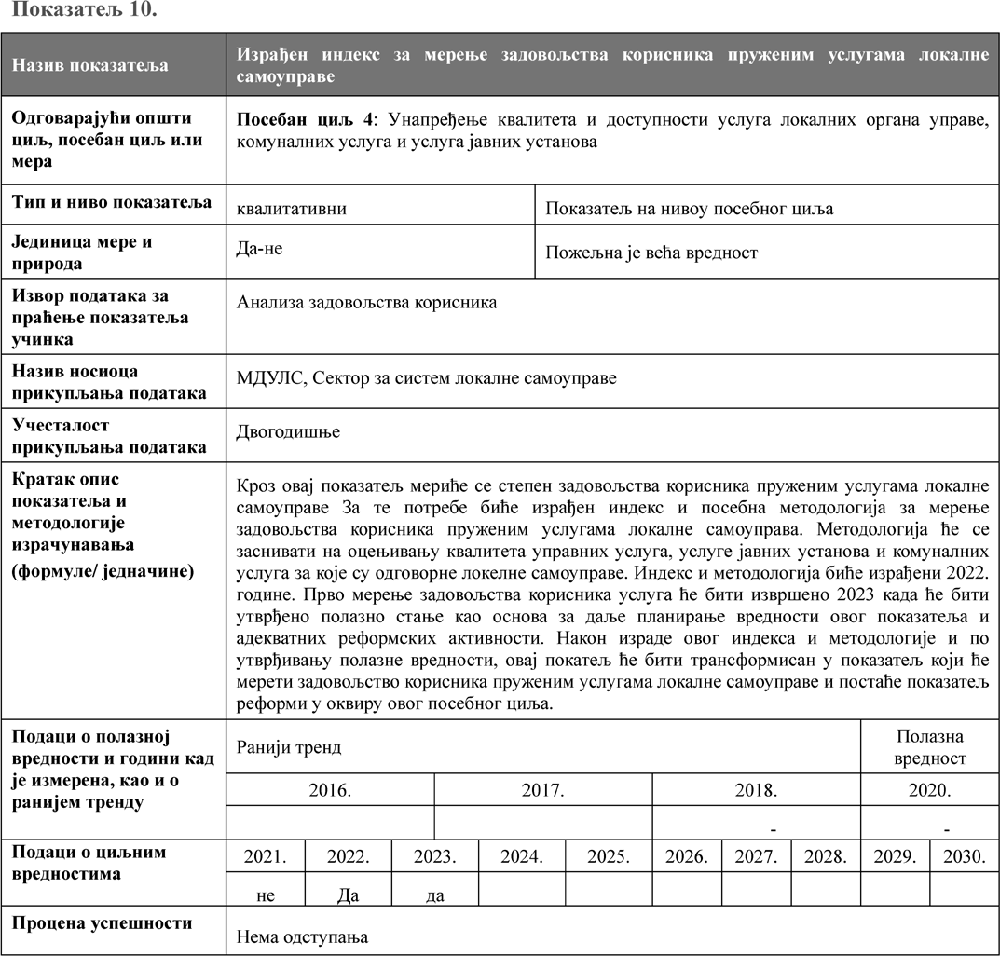 Показатељ 10.
Назив показатеља
Израђен индекс за мерење задовољства корисника пруженим услугама локалне
самоуправе
Одговарајући општи
циљ, посебан циљ или
мера
Посебан циљ 4: Унапређење квалитета и доступности услуга локалних органа управе,
комуналних услуга и услуга јавних установа
Тип и ниво показатеља
квалитативни
Показатељ на нивоу посебног циља
Јединица мере и
природа
Да-не
Пожељна је већа вредност
Извор података за
праћење показатеља
учинка
Анализа задовољства корисника
Назив носиоца
прикупљања података
МДУЛС, Сектор за систем локалне самоуправе
Учесталост
прикупљања података
Двогодишње
Кратак опис
показатеља и
методологије
израчунавања
(формуле/ једначине)
Кроз овај показатељ мериће се степен задовољства корисника пруженим услугама локалне
самоуправе За те потребе биће израђен индекс и посебна методологија за мерење
задовољства корисника пруженим услугама локалне самоуправа. Методологија ће се
заснивати на оцењивању квалитета управних услуга, услуге јавних установа и комуналних
услуга за које су одговорне локелне самоуправе. Индекс и методологија биће израђени 2022.
године. Прво мерење задовољства корисника услуга ће бити извршено 2023 када ће бити
утврђено полазно стање као основа за даље планирање вредности овог показатеља и
адекватних реформских активности. Након израде овог индекса и методологије и по
утврђивању полазне вредности, овај покатељ ће бити трансформисан у показатељ који ће
мерети задовољство корисника пруженим услугама локалне самоуправе и постаће показатељ
реформи у оквиру овог посебног циља.
Подаци о полазној
вредности и години кад
је измерена, као и о
ранијем тренду
Ранији тренд
Полазна
вредност
2016. 2017. 2018. 2020.
- -
Подаци о циљним
вредностима
2021. 2022. 2023. 2024. 2025. 2026. 2027. 2028. 2029. 2030.
не Да да
Процена успешности
Нема одступања